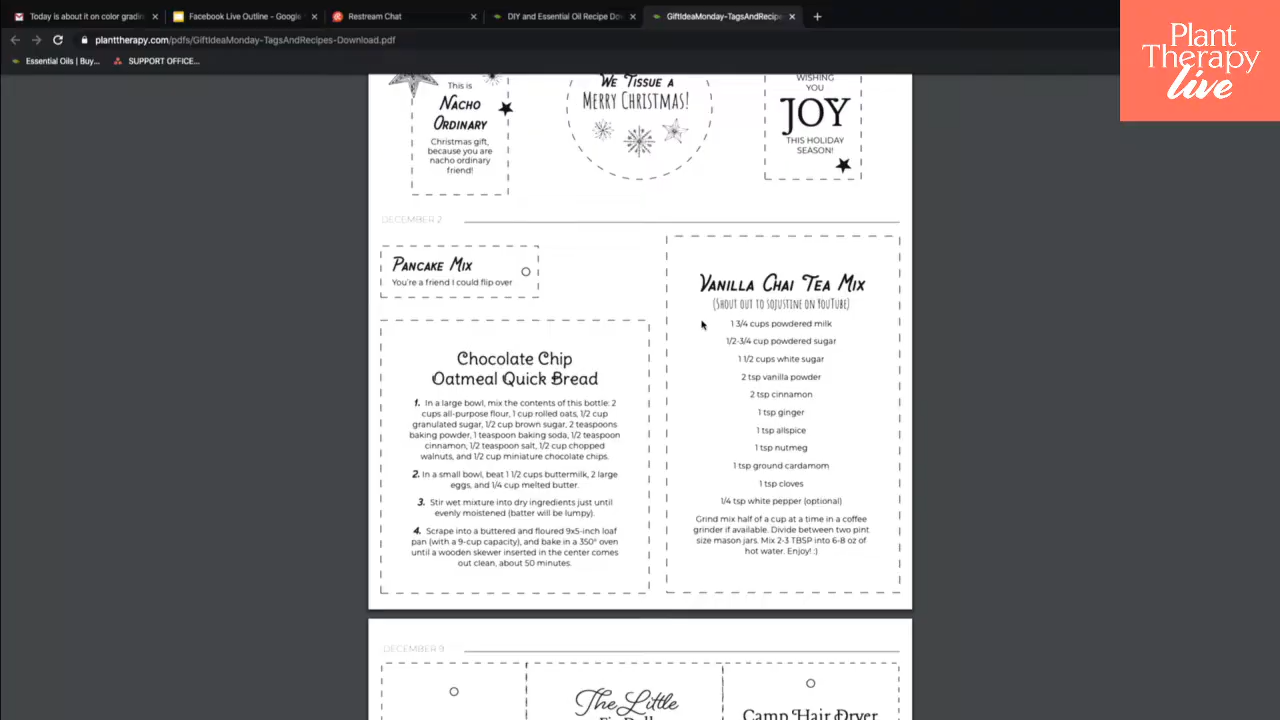 Today is about it on color gradin
Facebook Live Outline - Google
Restream Chat
DIY and Essential Oil Recipe Do
GiftIdeaMonday-TagsAndRecipe
planttherapy.com/pdfs/GiftIdeaMonday-TagsAndRecipes-Download.pdf
Essential Oils | Buy...
SUPPORT OFFICE...
Plant
Therapy
live
This is
Nacho
Ordinary
Christmas gift,
because you are
nacho ordinary
friend!
We Tissue a
Merry Christmas!
WISHING
YOU
JOY
THIS HOLIDAY
SEASON!
DECEMBER 2
Pancake Mix
You're a friend I could flip over
Chocolate Chip
Oatmeal Quick Bread
1. In a large bowl, mix the contents of this bottle: 2
cups all-purpose flour, 1 cup rolled oats, 1/2 cup
granulated sugar, 1/2 cup brown sugar, 2 teaspoons
baking powder, 1 teaspoon baking soda, 1/2 teaspoon
cinnamon, 1/2 teaspoon salt, 1/2 cup chopped
walnuts, and 1/2 cup miniature chocolate chips.
2. In a small bowl, beat 1 1/2 cups buttermilk, 2 large
eggs, and 1/4 cup melted butter.
3. Stir wet mixture into dry ingredients just until
evenly moistened (batter will be lumpy).
4. Scrape into a buttered and floured 9x5-inch loaf
pan (with a 9-cup capacity), and bake in a 350° oven
until a wooden skewer inserted in the center comes
out clean, about 50 minutes.
Vanilla Chai Tea Mix
(Shout out to sojustine on YouTube)
1 3/4 cups powdered milk
1/2-3/4 cup powdered sugar
1 1/2 cups white sugar
2 tsp vanilla powder
2 tsp cinnamon
1 tsp ginger
1 tsp allspice
1 tsp nutmeg
1 tsp ground cardamom
1 tsp cloves
1/4 tsp white pepper (optional)
Grind mix half of a cup at a time in a coffee
grinder if available. Divide between two pint
size mason jars. Mix 2-3 TBSP into 6-8 oz of
hot water. Enjoy! :)
DECEMBER 9
The Little
Camp Hair Dryer